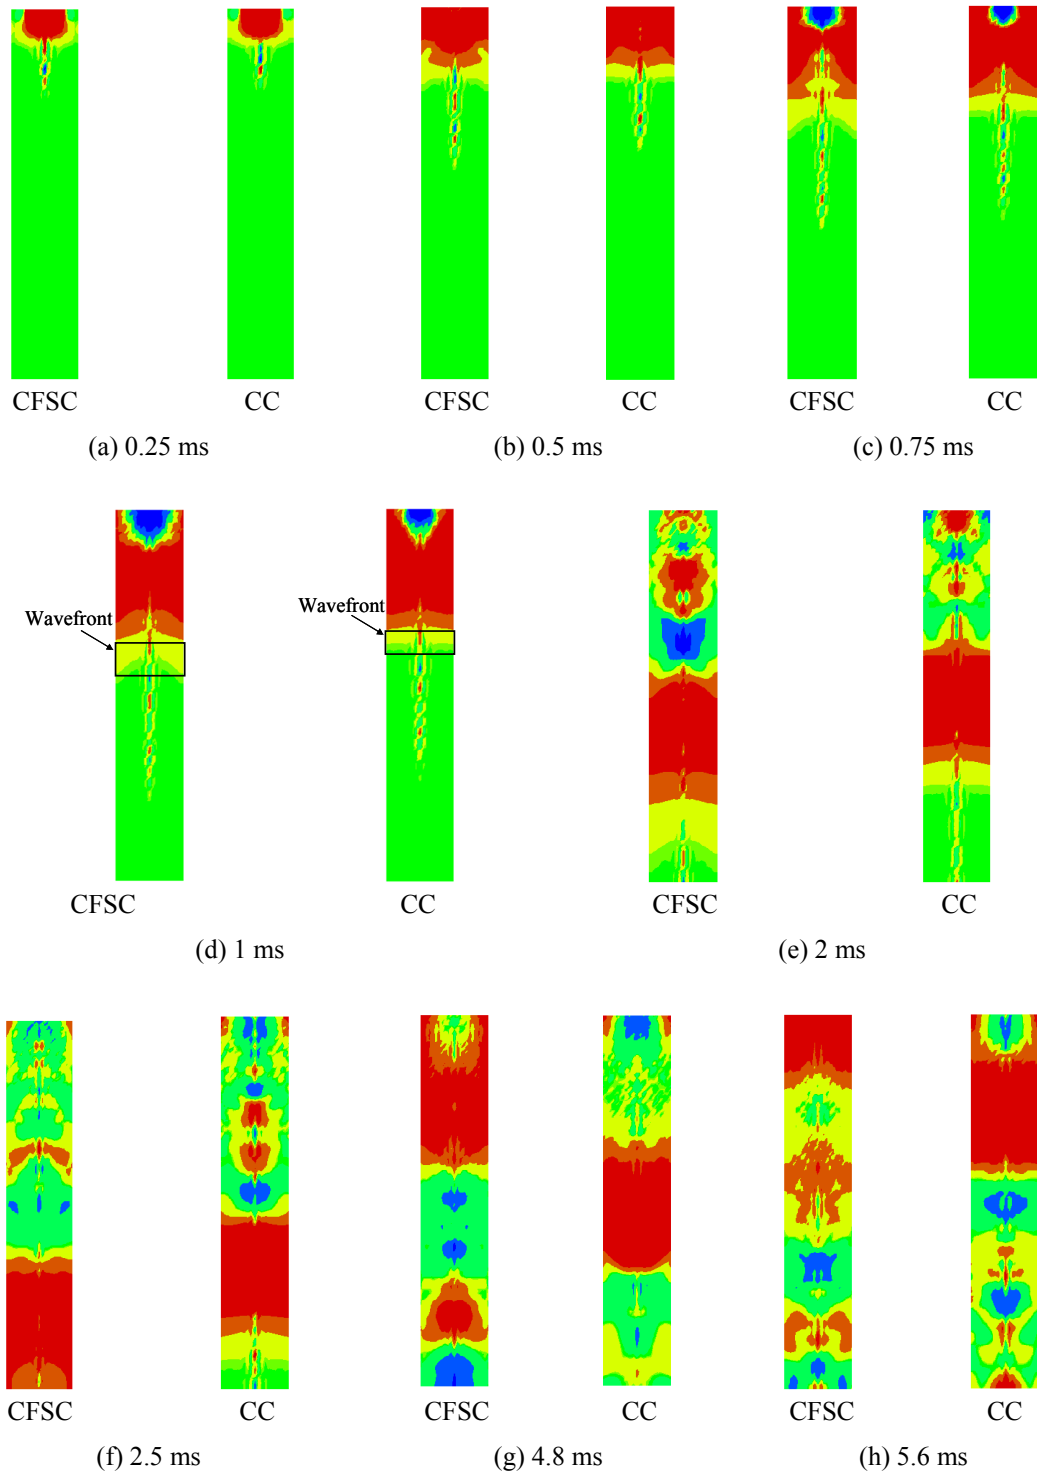 CFSC CC CFSC CC CFSC CC
(a) 0.25 ms (b) 0.5 ms (c) 0.75 ms
Wavefront Wavefront
CFSC CC CFSC CC
(d) 1 ms (e) 2 ms
CFSC CC CFSC CC CFSC CC
(f) 2.5 ms (g) 4.8 ms (h) 5.6 ms